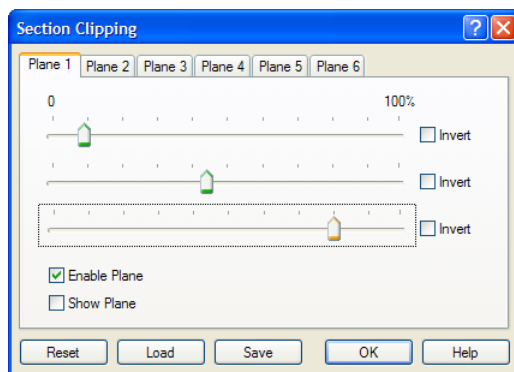 Section Clipping
Plane 1 Plane 2 Plane 3 Plane 4 Plane 5 Plane 6
0 100%
Invert
Invert
Invert
Enable Plane
Show Plane
Reset Load Save OK Help